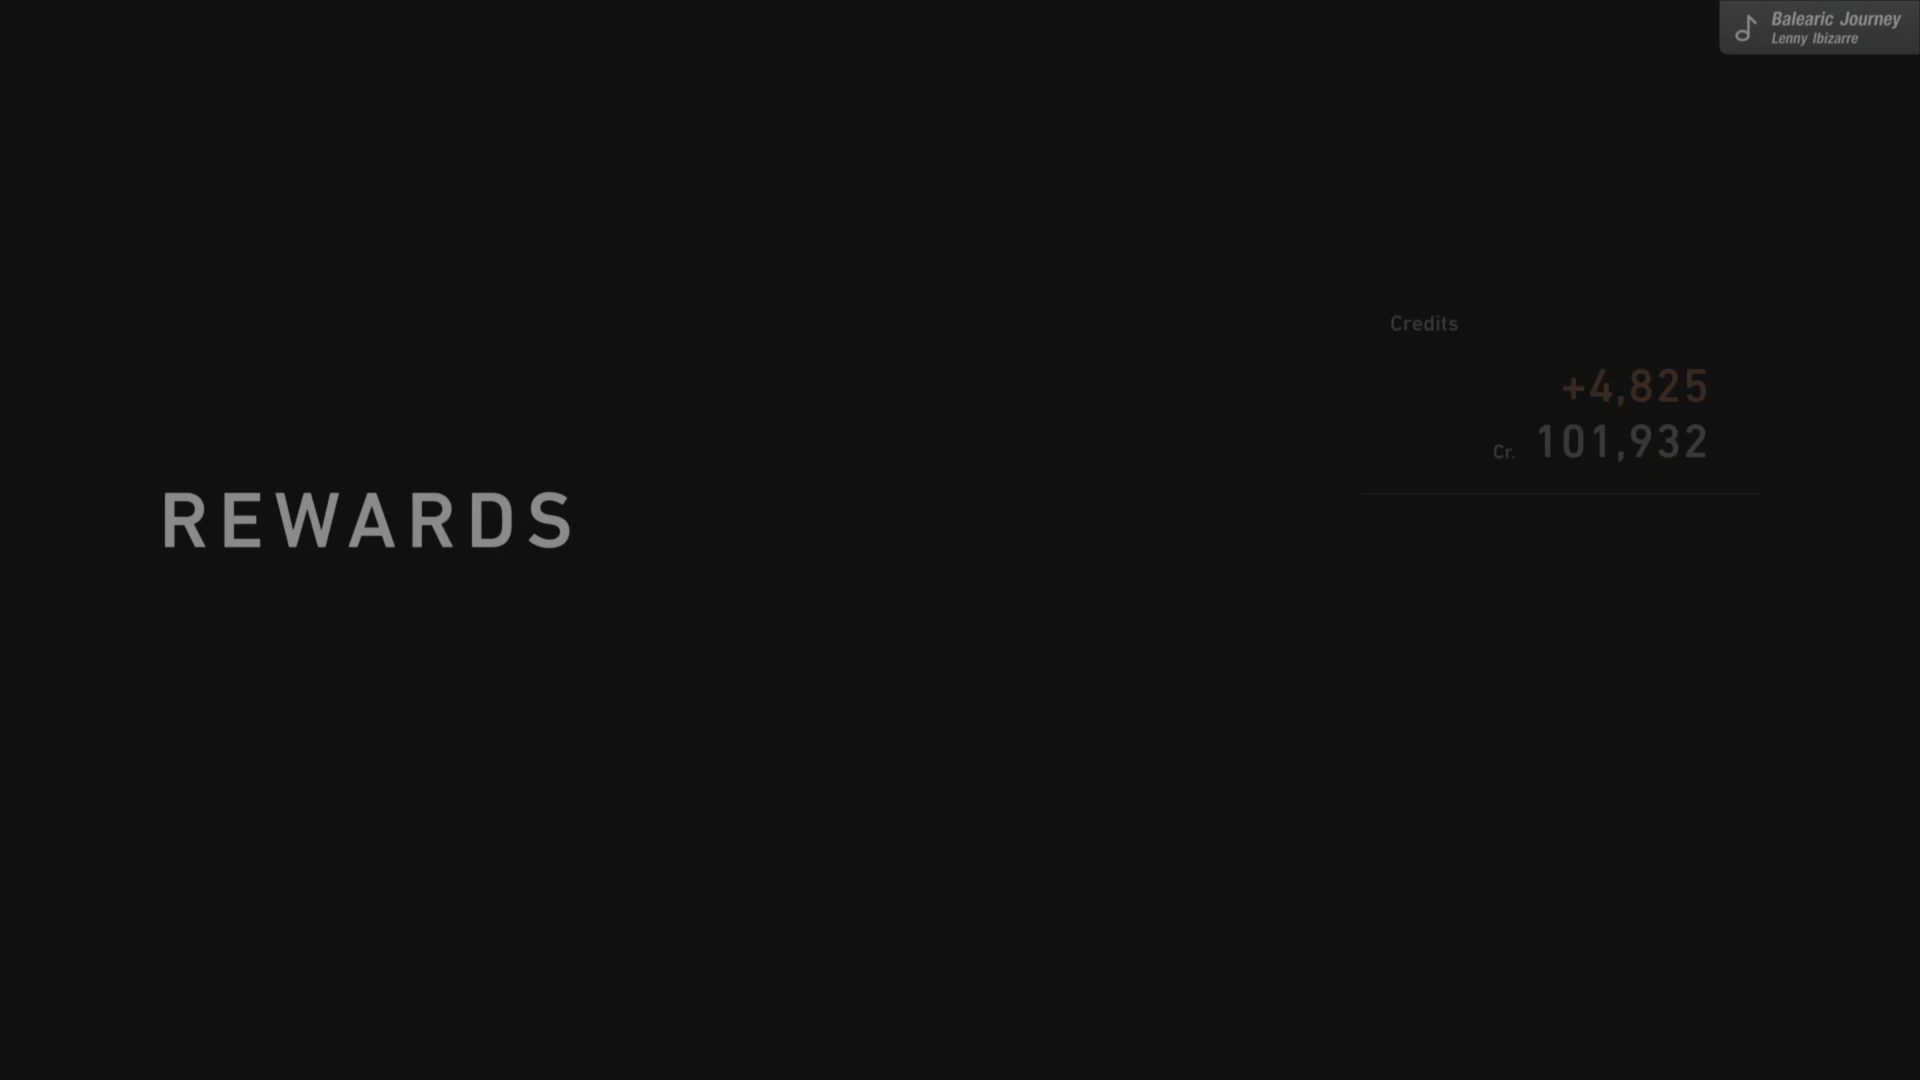 Balearic Journey
Lenny Ibizarre
Credits
+4,825
Cr. 101,932
REWARDS